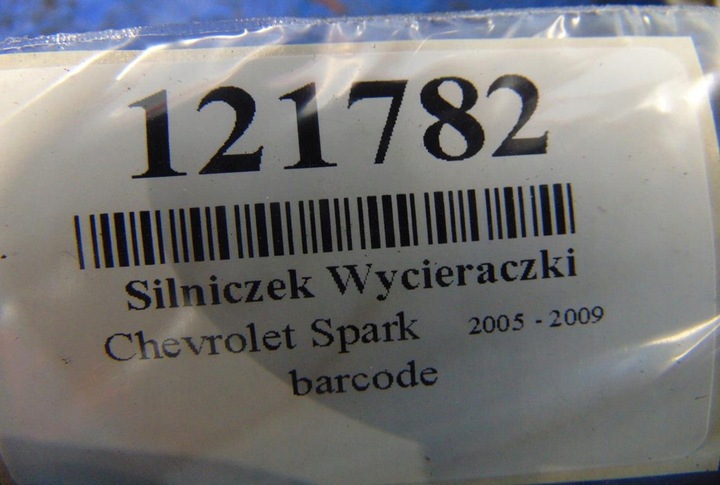 121782
Silniczek Wycieraczki
Chevrolet Spark 2005 - 2009
barcode